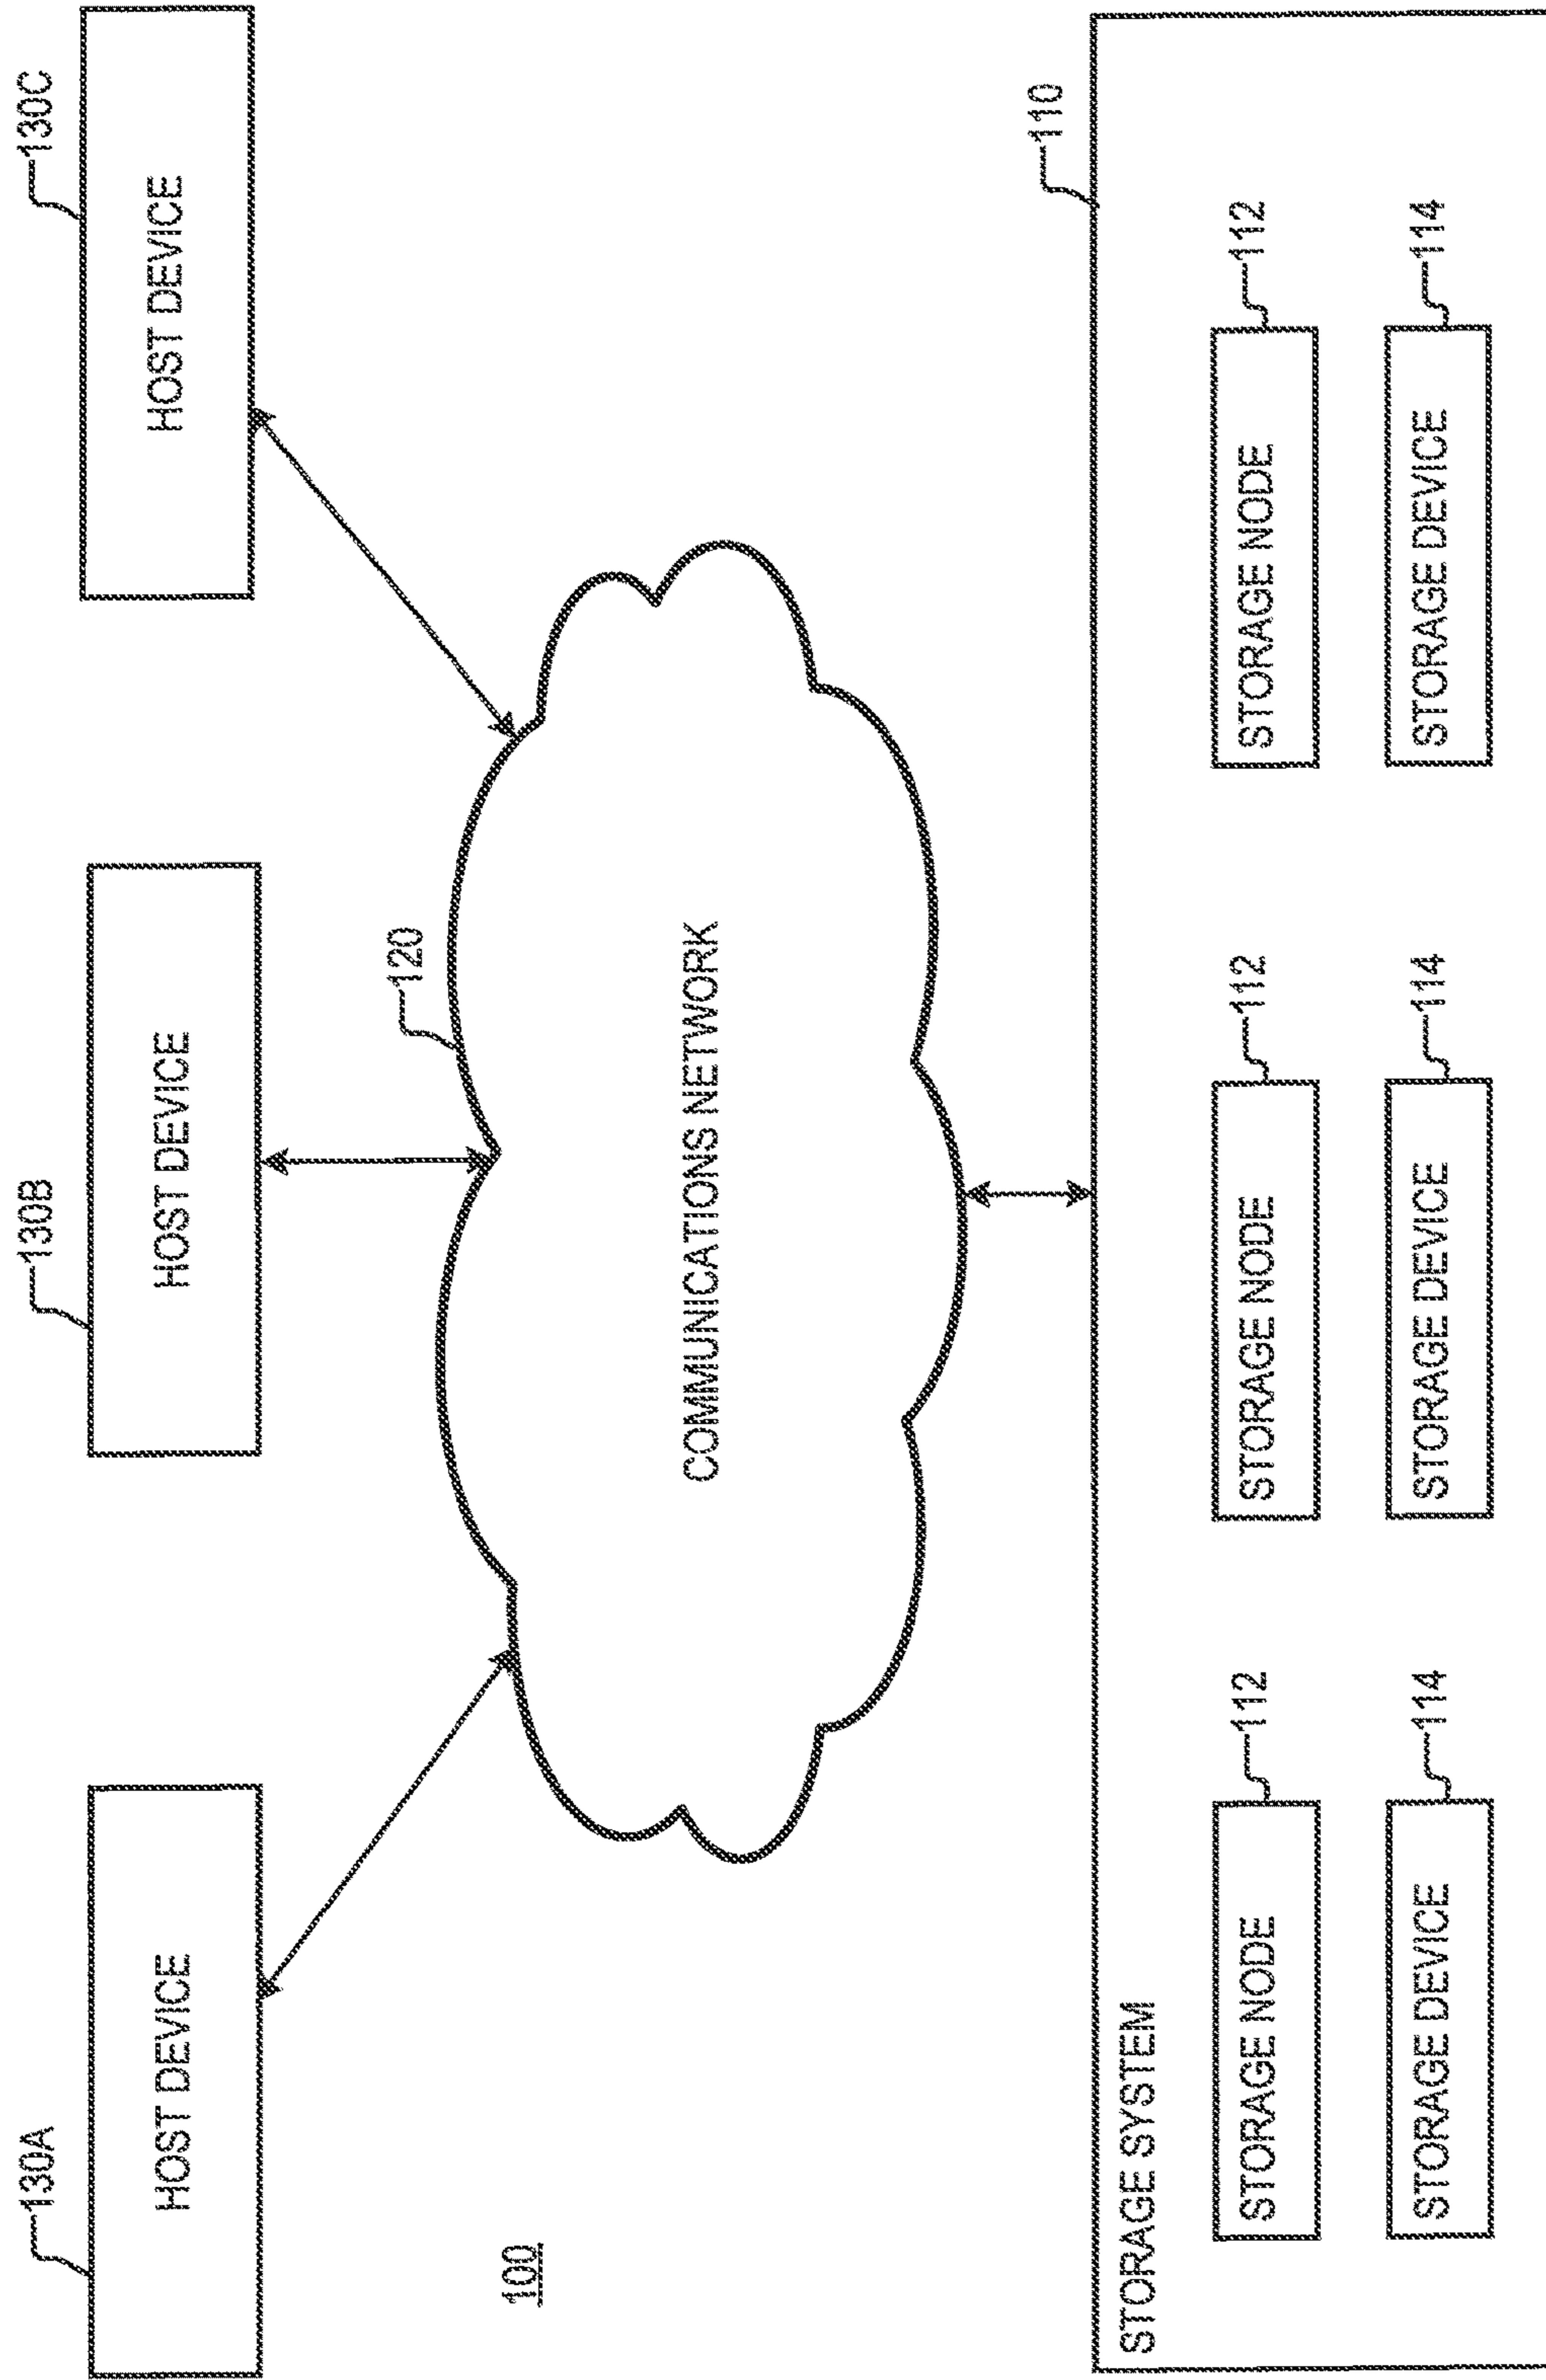 130A
130B
130C
HOST DEVICE
HOST DEVICE
HOST DEVICE
120
100
COMMUNICATIONS NETWORK
110
STORAGE SYSTEM
112
112
112
STORAGE NODE
STORAGE NODE
STORAGE NODE
114
114
114
STORAGE DEVICE
STORAGE DEVICE
STORAGE DEVICE